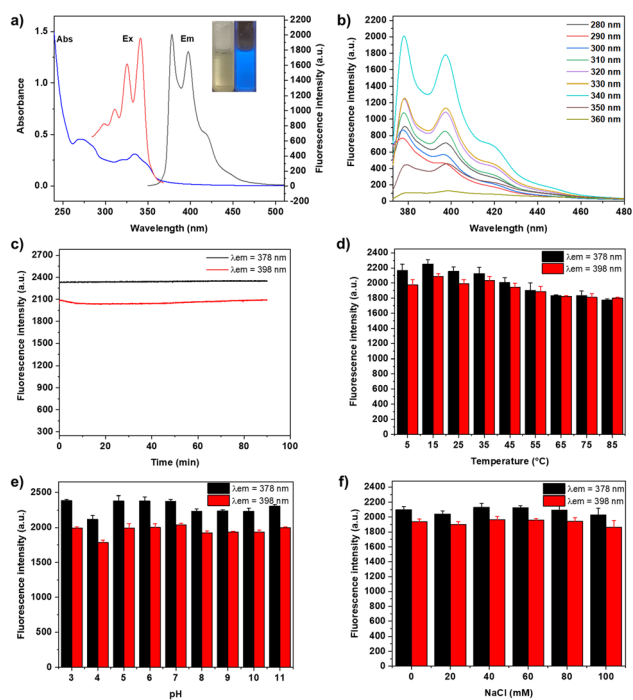 a)
Abs
Ex
Em
1.5
1.0
0.5
0.0
Absorbance
2000
1800
1600
1400
1200
1000
800
600
400
200
0
-200
Fluorescence intensity (a.u.)
250
300
350
400
450
500
Wavelength (nm)
b)
2200
2000
1800
1600
1400
1200
1000
800
600
400
200
0
Fluorescence intensity (a.u.)
280 nm
290 nm
300 nm
310 nm
320 nm
330 nm
340 nm
350 nm
360 nm
380
400
420
440
460
480
Wavelength (nm)
c)
λem = 378 nm
λem = 398 nm
2700
2400
2100
1800
1500
1200
900
600
300
Fluorescence intensity (a.u.)
0
20
40
60
80
100
Time (min)
d)
λem = 378 nm
λem = 398 nm
2400
2200
2000
1800
1600
1400
1200
1000
800
600
400
200
0
Fluorescence intensity (a.u.)
5
15
25
35
45
55
65
75
85
Temperature (°C)
e)
λem = 378 nm
λem = 398 nm
2500
2000
1500
1000
500
0
Fluorescence intensity (a.u.)
3
4
5
6
7
8
9
10
11
pH
f)
λem = 378 nm
λem = 398 nm
2400
2200
2000
1800
1600
1400
1200
1000
800
600
400
200
0
Fluorescence intensity (a.u.)
0
20
40
60
80
100
NaCl (mM)